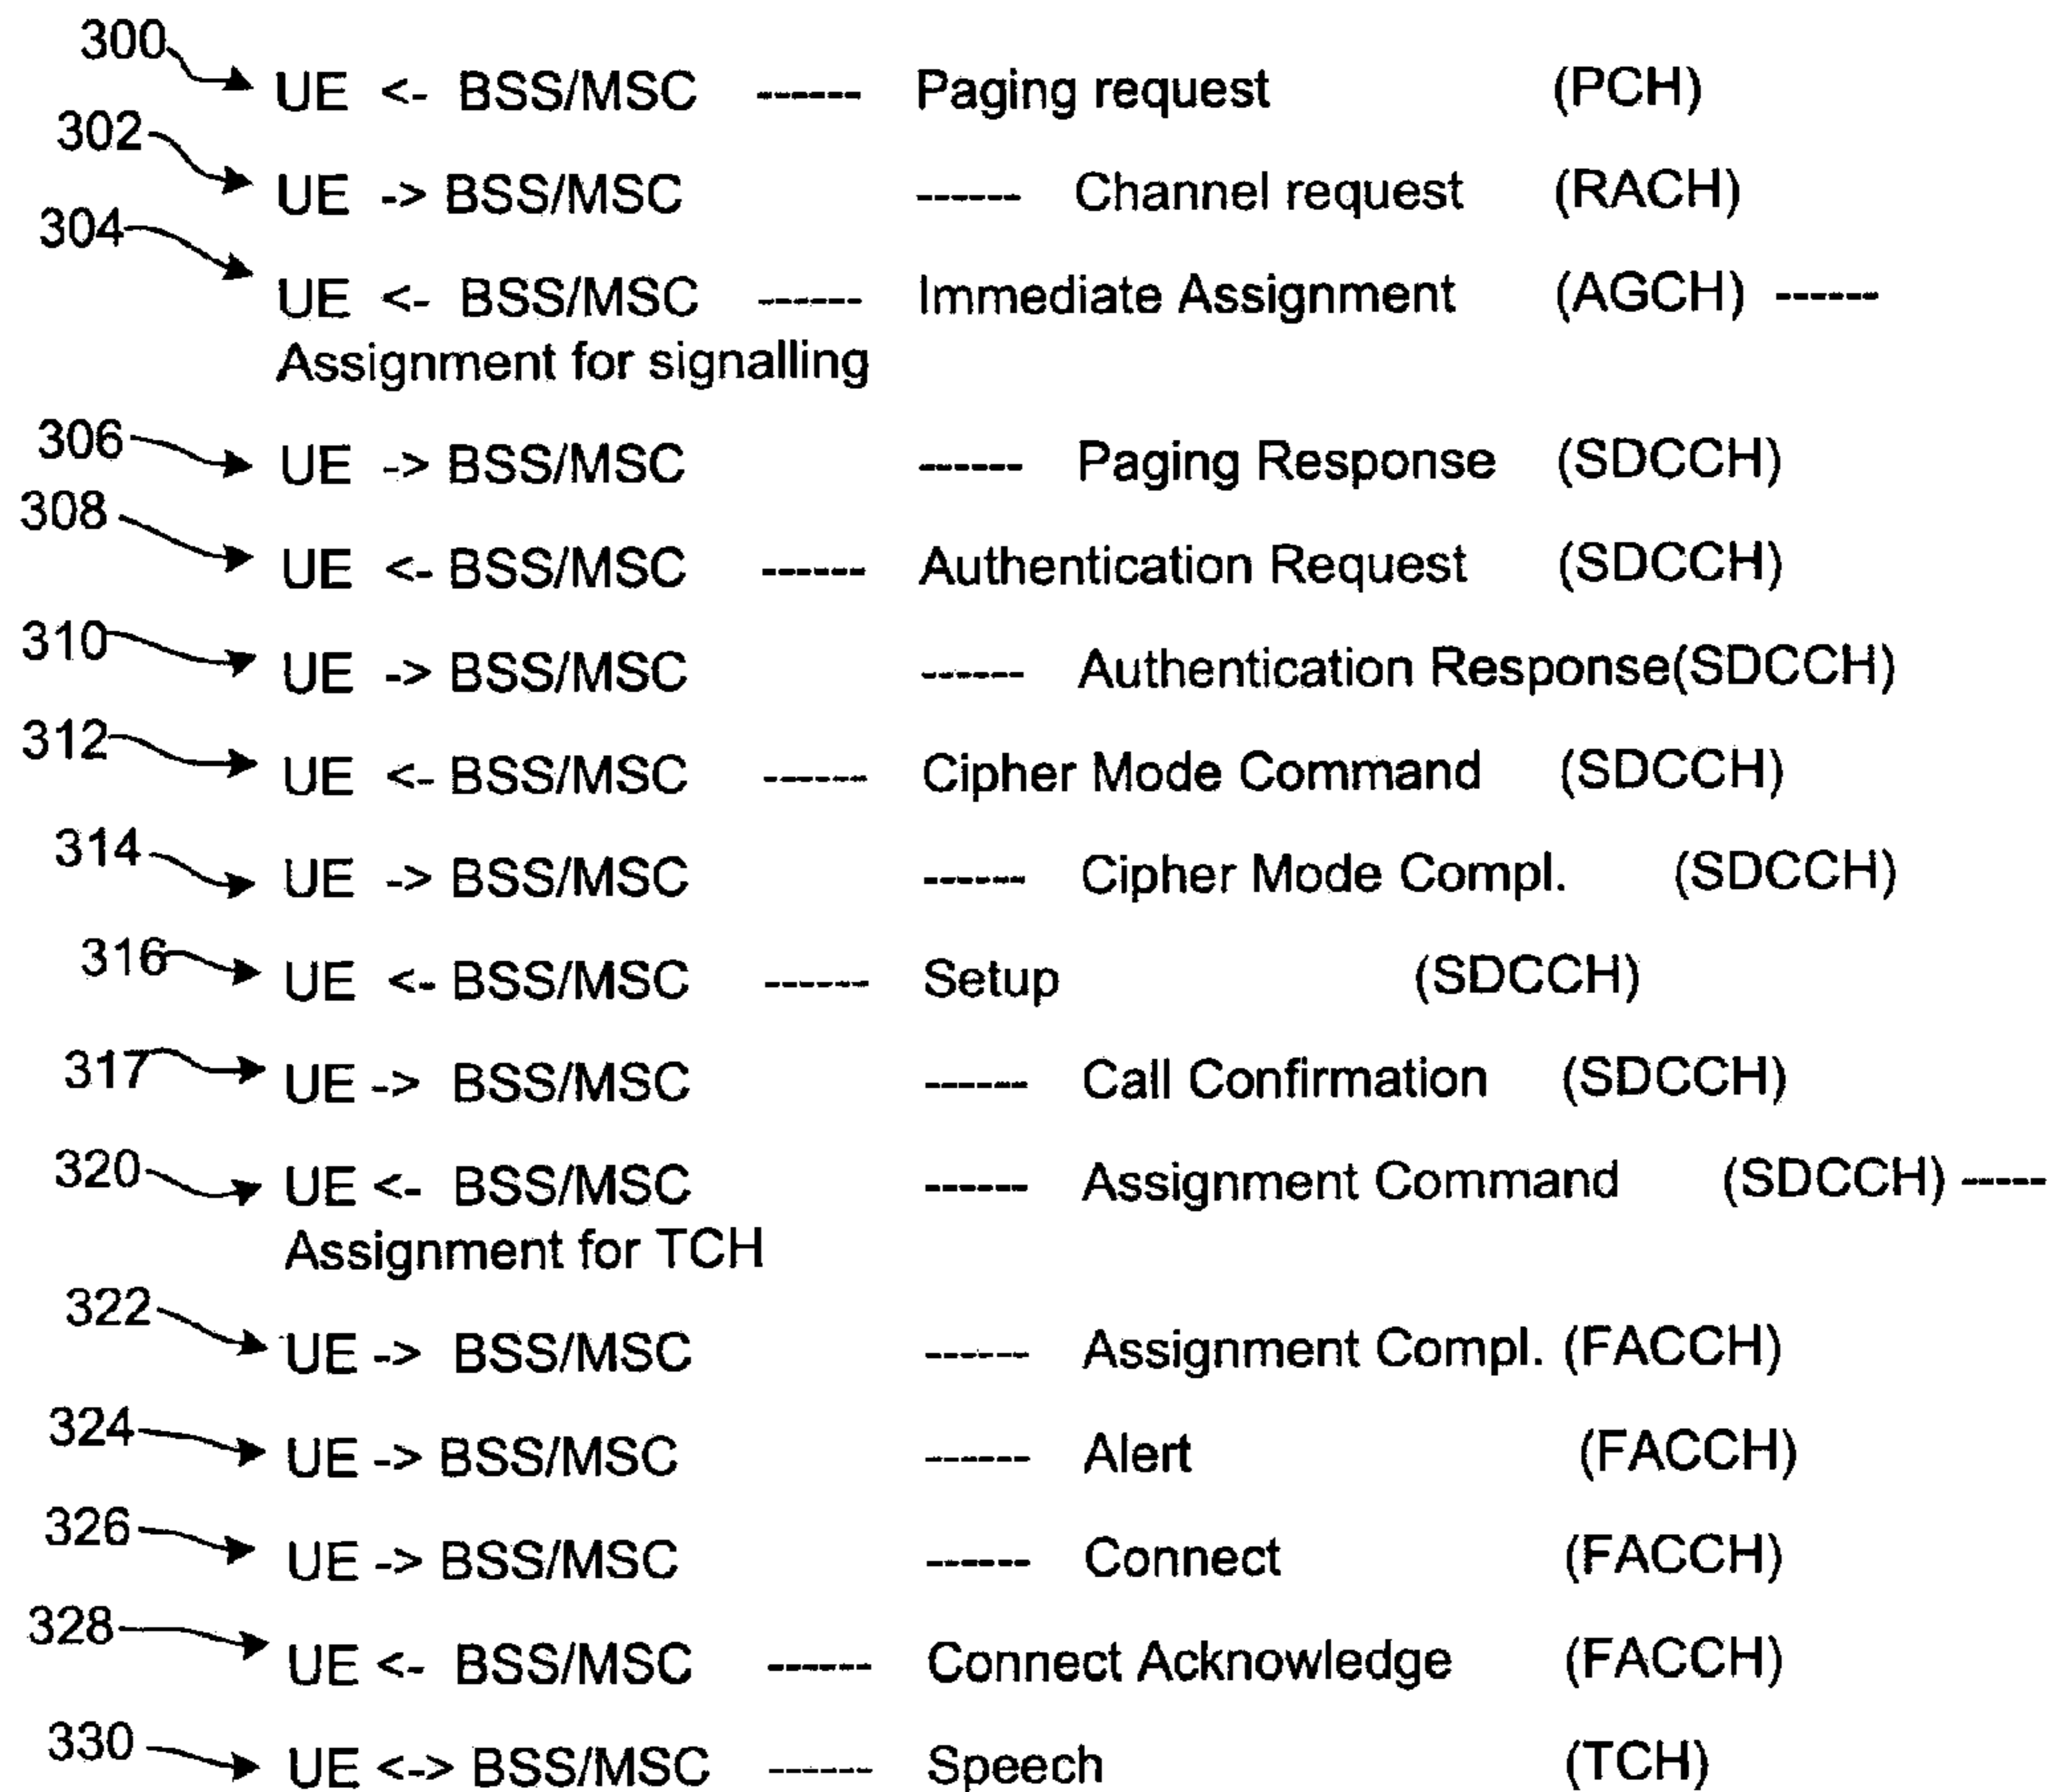 300 UE <- BSS/MSC ------ Paging request (PCH)
302 UE -> BSS/MSC ------ Channel request (RACH)
304 UE <- BSS/MSC ------ Immediate Assignment (AGCH) ------
Assignment for signalling
306 UE -> BSS/MSC ------ Paging Response (SDCCH)
308 UE <- BSS/MSC ------ Authentication Request (SDCCH)
310 UE -> BSS/MSC ------ Authentication Response(SDCCH)
312 UE <- BSS/MSC ------ Cipher Mode Command (SDCCH)
314 UE -> BSS/MSC ------ Cipher Mode Compl. (SDCCH)
316 UE <- BSS/MSC ------ Setup (SDCCH)
317 UE -> BSS/MSC ------ Call Confirmation (SDCCH)
320 UE <- BSS/MSC ------ Assignment Command (SDCCH) -----
Assignment for TCH
322 UE -> BSS/MSC ------ Assignment Compl. (FACCH)
324 UE -> BSS/MSC ------ Alert (FACCH)
326 UE -> BSS/MSC ------ Connect (FACCH)
328 UE <- BSS/MSC ------ Connect Acknowledge (FACCH)
330 UE <-> BSS/MSC ------ Speech (TCH)